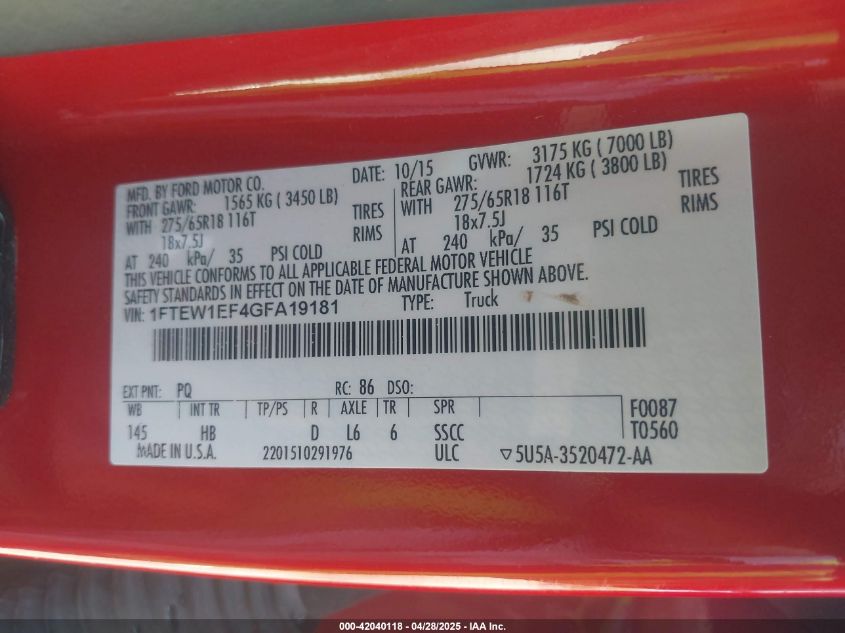 MFD. BY FORD MOTOR CO.
DATE: 10/15 GVWR: 3175 KG ( 7000 LB)
FRONT GAWR: 1565 KG ( 3450 LB)
WITH 275/65R18 116T TIRES
18x7.5J RIMS
AT 240 kPa/ 35 PSI COLD
REAR GAWR: 1724 KG ( 3800 LB)
WITH 275/65R18 116T TIRES
18x7.5J RIMS
AT 240 kPa/ 35 PSI COLD
THIS VEHICLE CONFORMS TO ALL APPLICABLE FEDERAL MOTOR VEHICLE
SAFETY STANDARDS IN EFFECT ON THE DATE OF MANUFACTURE SHOWN ABOVE.
VIN: 1FTEW1EF4GFA19181 TYPE: Truck
EXT PNT: PQ RC: 86 DSO:
WB INT TR TP/PS R AXLE TR SPR F0087
145 HB D L6 6 SSCC T0560
MADE IN U.S.A. 2201510291976 ULC ▽5U5A-3520472-AA
000-42040118 - 04/28/2025 - IAA Inc.